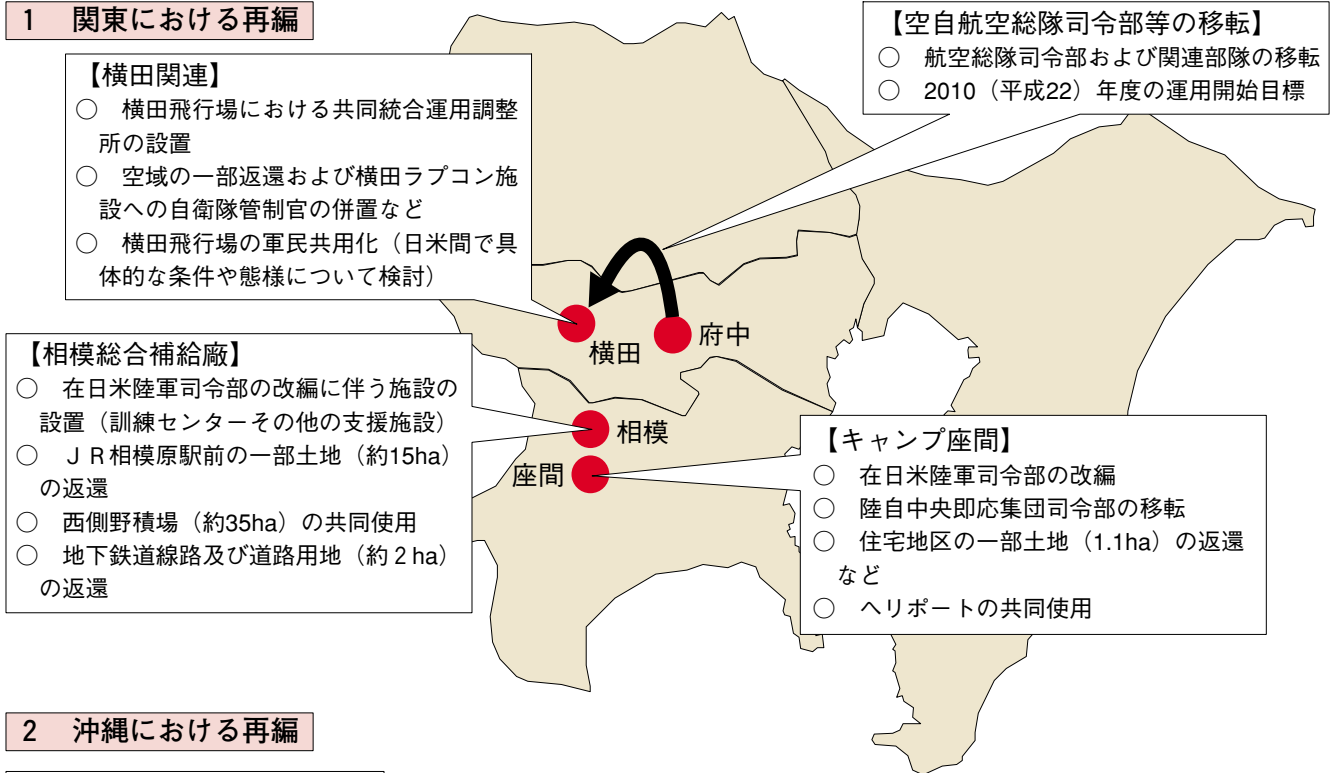 1 関東における再編
【横田関連】
○ 横田飛行場における共同統合運用調整
所の設置
○ 空域の一部返還および横田ラプコン施
設への自衛隊管制官の併置など
○ 横田飛行場の軍民共用化（日米間で具
体的な条件や態様について検討）
【空自航空総隊司令部等の移転】
○ 航空総隊司令部および関連部隊の移転
○ 2010（平成22）年度の運用開始目標
横田
府中
【相模総合補給廠】
○ 在日米陸軍司令部の改編に伴う施設の
設置（訓練センターその他の支援施設）
○ ＪＲ相模原駅前の一部土地（約15ha）
の返還
○ 西側野積場（約35ha）の共同使用
○ 地下鉄道線路及び道路用地（約２ha）
の返還
相模
座間
【キャンプ座間】
○ 在日米陸軍司令部の改編
○ 陸自中央即応集団司令部の移転
○ 住宅地区の一部土地（1.1ha）の返還
など
○ ヘリポートの共同使用
2 沖縄における再編